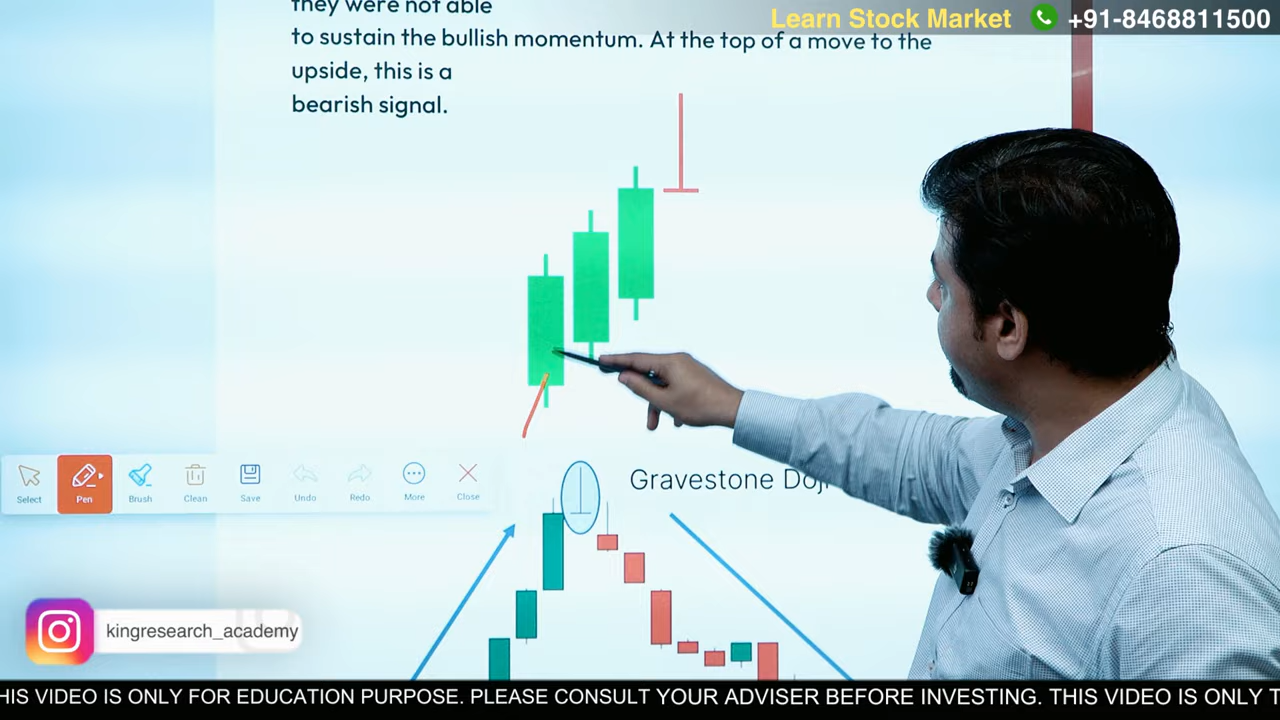 they were not able
Learn Stock Market +91-8468811500
to sustain the bullish momentum. At the top of a move to the
upside, this is a
bearish signal.
Gravestone Doji
Select
Pen
Brush
Clean
Save
Undo
Redo
More
Close
kingresearch_academy
HIS VIDEO IS ONLY FOR EDUCATION PURPOSE. PLEASE CONSULT YOUR ADVISER BEFORE INVESTING. THIS VIDEO IS ONLY